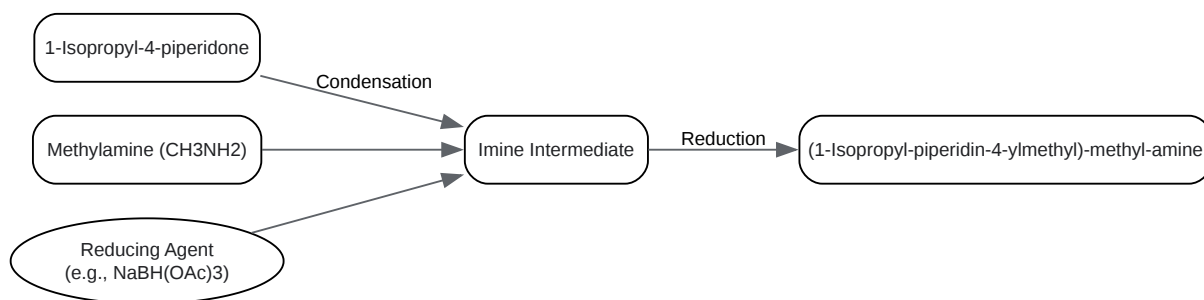 1-Isopropyl-4-piperidone
Condensation
Methylamine (CH3NH2)
Imine Intermediate
Reduction
(1-Isopropyl-piperidin-4-ylmethyl)-methyl-amine
Reducing Agent
(e.g., NaBH(OAc)3)